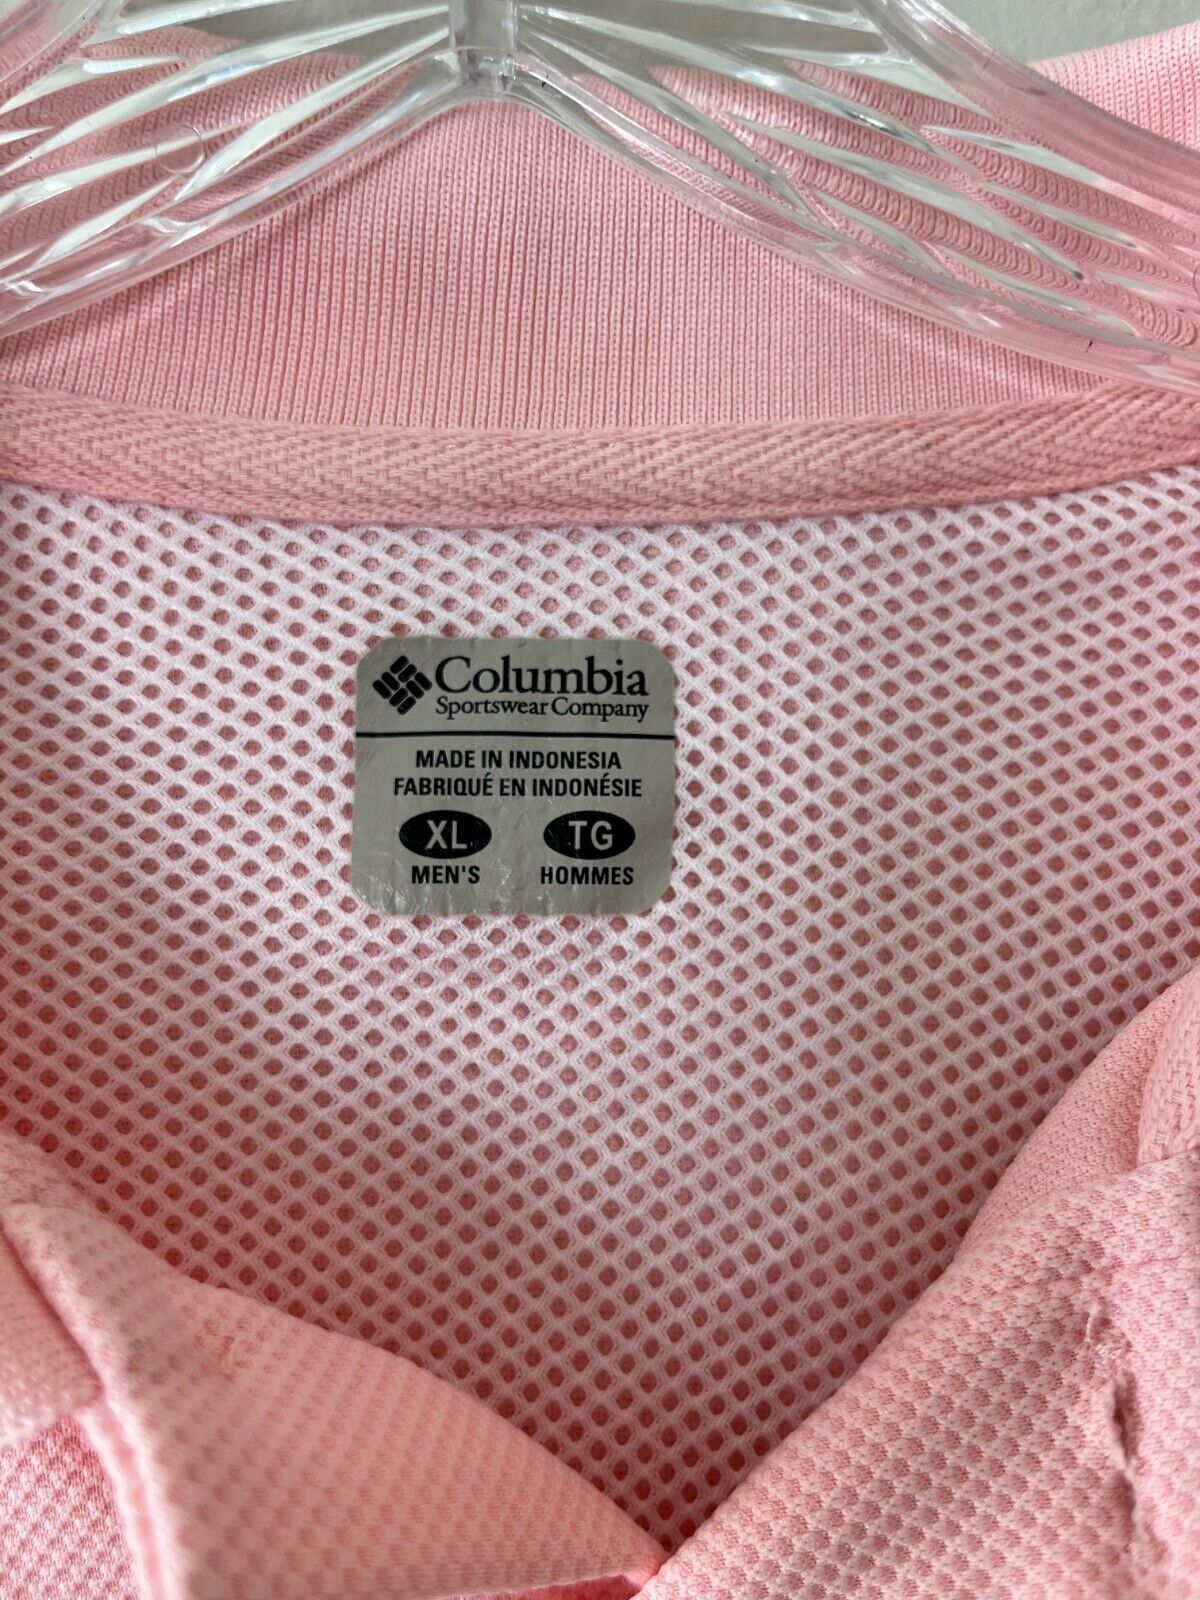 Columbia
Sportswear Company
MADE IN INDONESIA
FABRIQUÉ EN INDONÉSIE
XL TG
MEN'S HOMMES